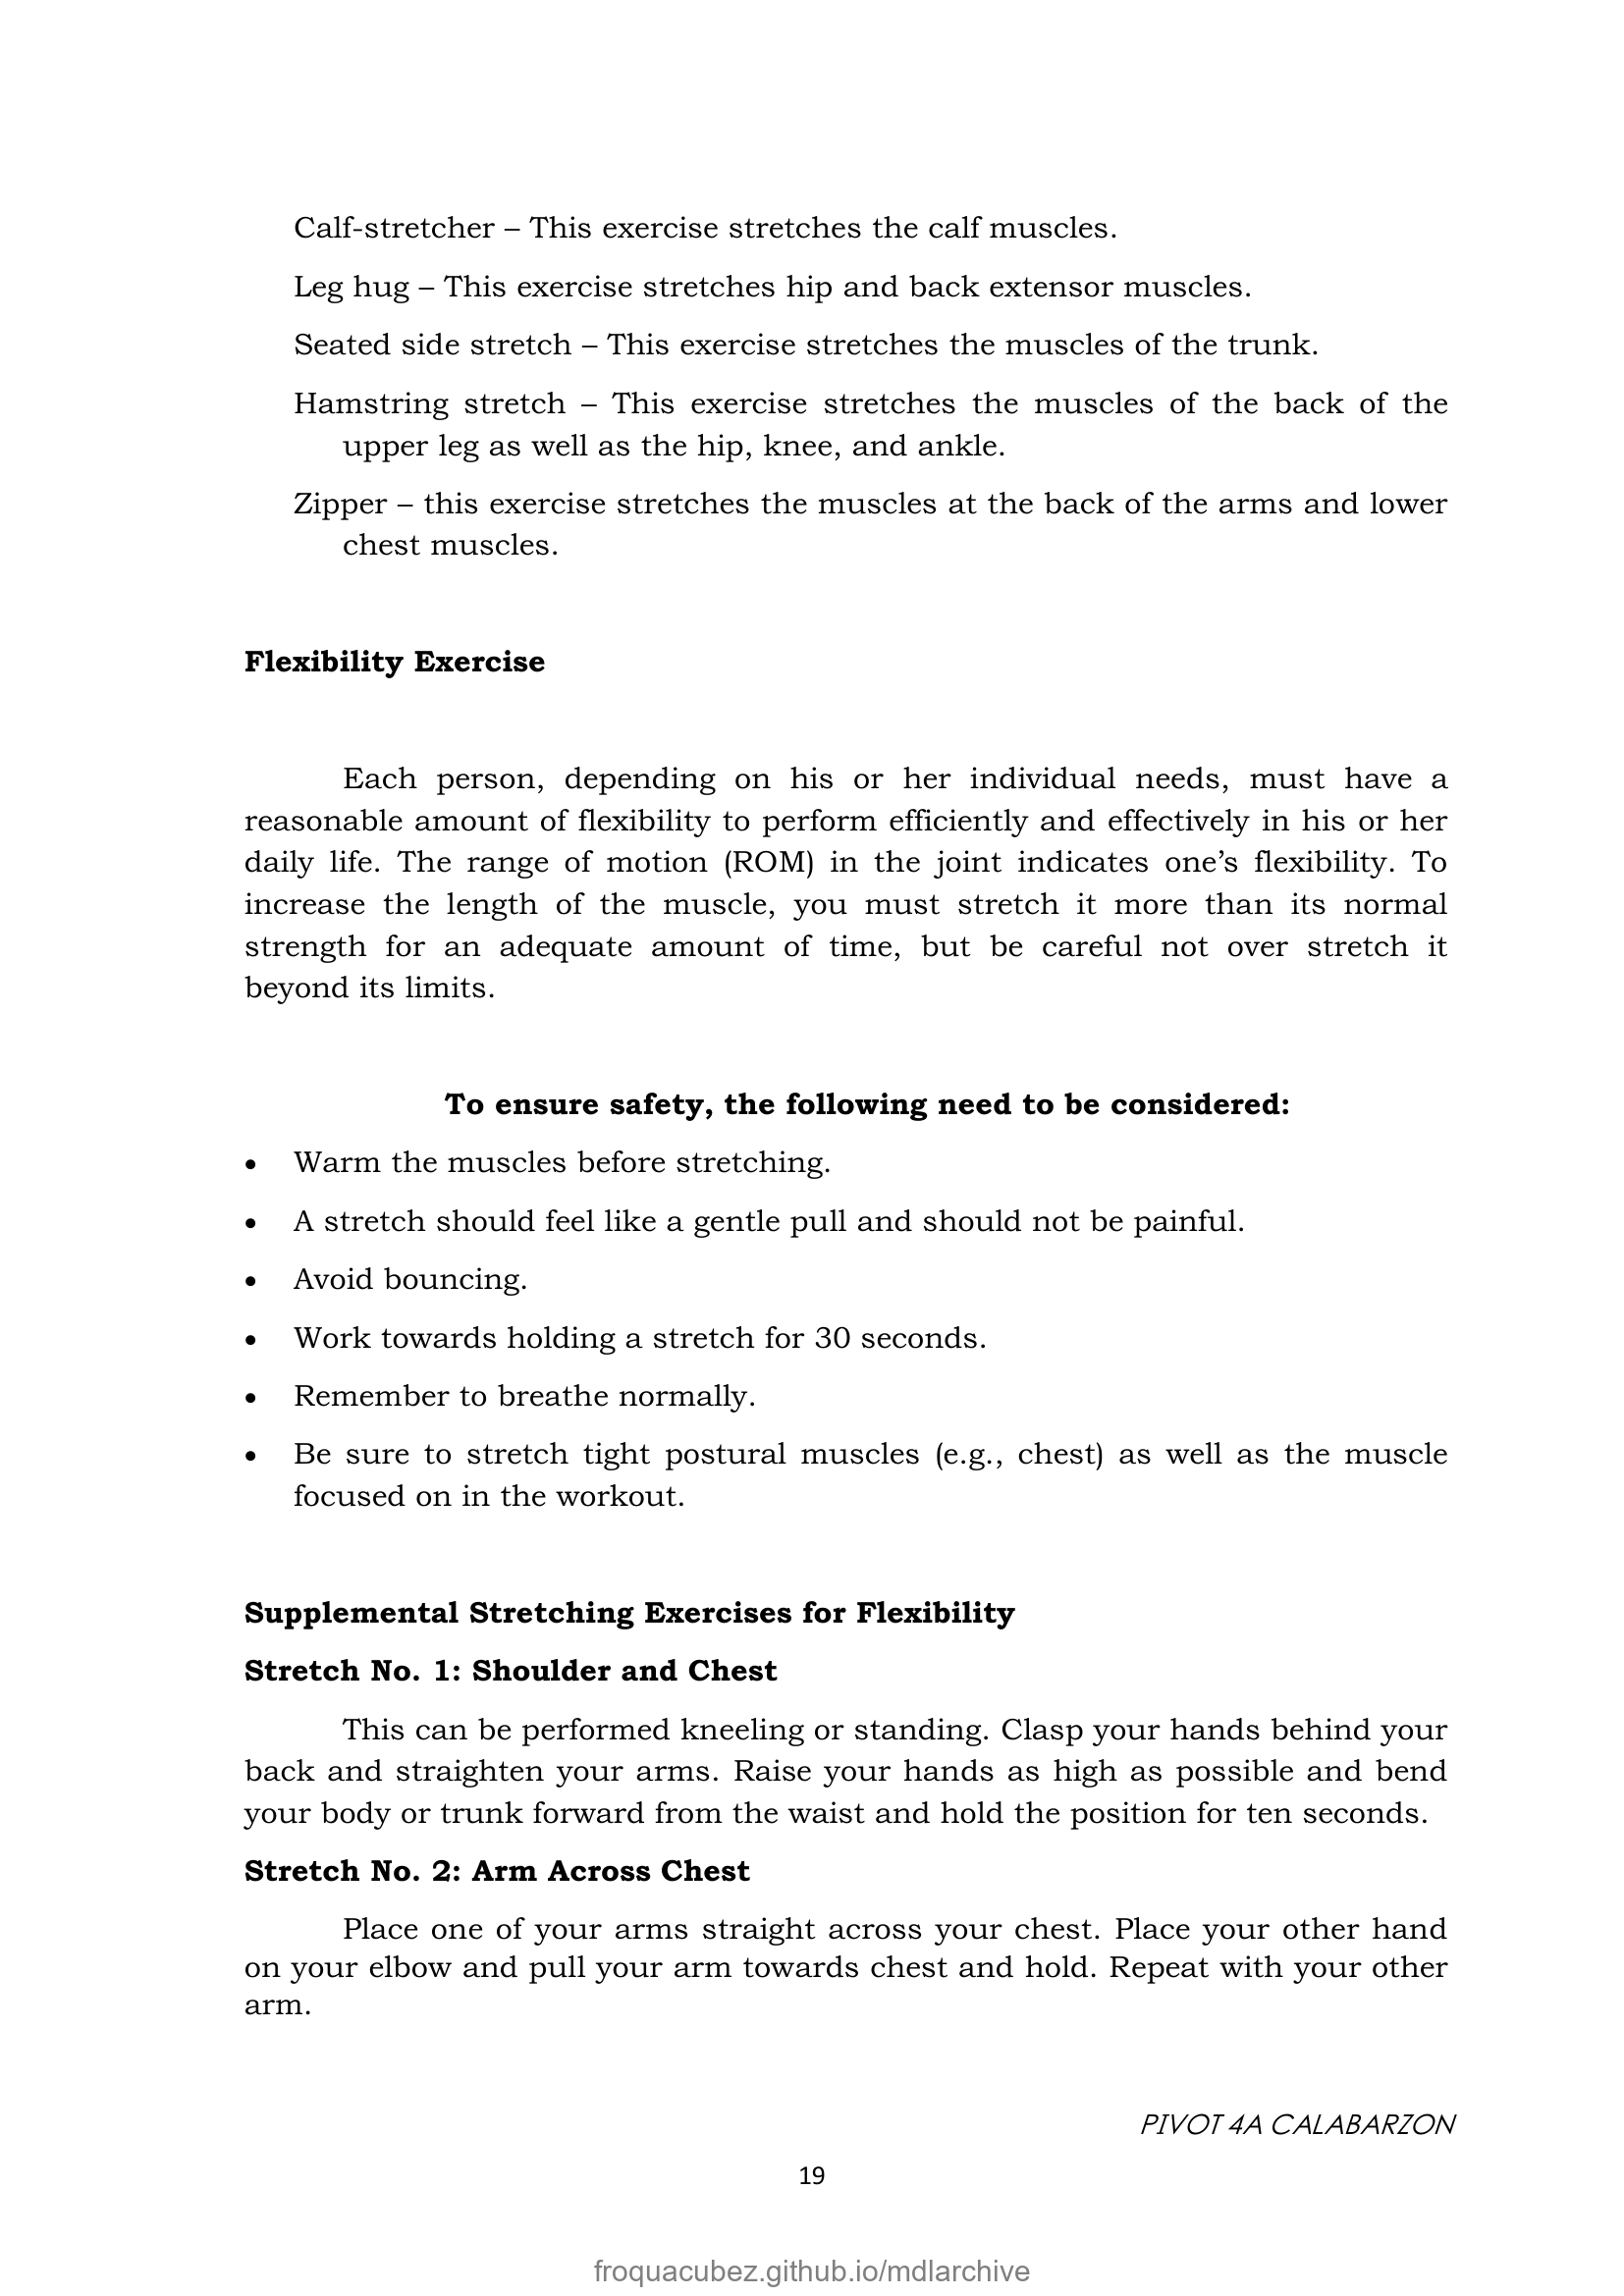 Calf-stretcher – This exercise stretches the calf muscles.
Leg hug – This exercise stretches hip and back extensor muscles.
Seated side stretch – This exercise stretches the muscles of the trunk.
Hamstring stretch – This exercise stretches the muscles of the back of the
upper leg as well as the hip, knee, and ankle.
Zipper – this exercise stretches the muscles at the back of the arms and lower
chest muscles.
Flexibility Exercise
Each person, depending on his or her individual needs, must have a
reasonable amount of flexibility to perform efficiently and effectively in his or her
daily life. The range of motion (ROM) in the joint indicates one’s flexibility. To
increase the length of the muscle, you must stretch it more than its normal
strength for an adequate amount of time, but be careful not over stretch it
beyond its limits.
To ensure safety, the following need to be considered:
• Warm the muscles before stretching.
• A stretch should feel like a gentle pull and should not be painful.
• Avoid bouncing.
• Work towards holding a stretch for 30 seconds.
• Remember to breathe normally.
• Be sure to stretch tight postural muscles (e.g., chest) as well as the muscle
focused on in the workout.
Supplemental Stretching Exercises for Flexibility
Stretch No. 1: Shoulder and Chest
This can be performed kneeling or standing. Clasp your hands behind your
back and straighten your arms. Raise your hands as high as possible and bend
your body or trunk forward from the waist and hold the position for ten seconds.
Stretch No. 2: Arm Across Chest
Place one of your arms straight across your chest. Place your other hand
on your elbow and pull your arm towards chest and hold. Repeat with your other
arm.
PIVOT 4A CALABARZON
19
froquacubez.github.io/mdlarchive